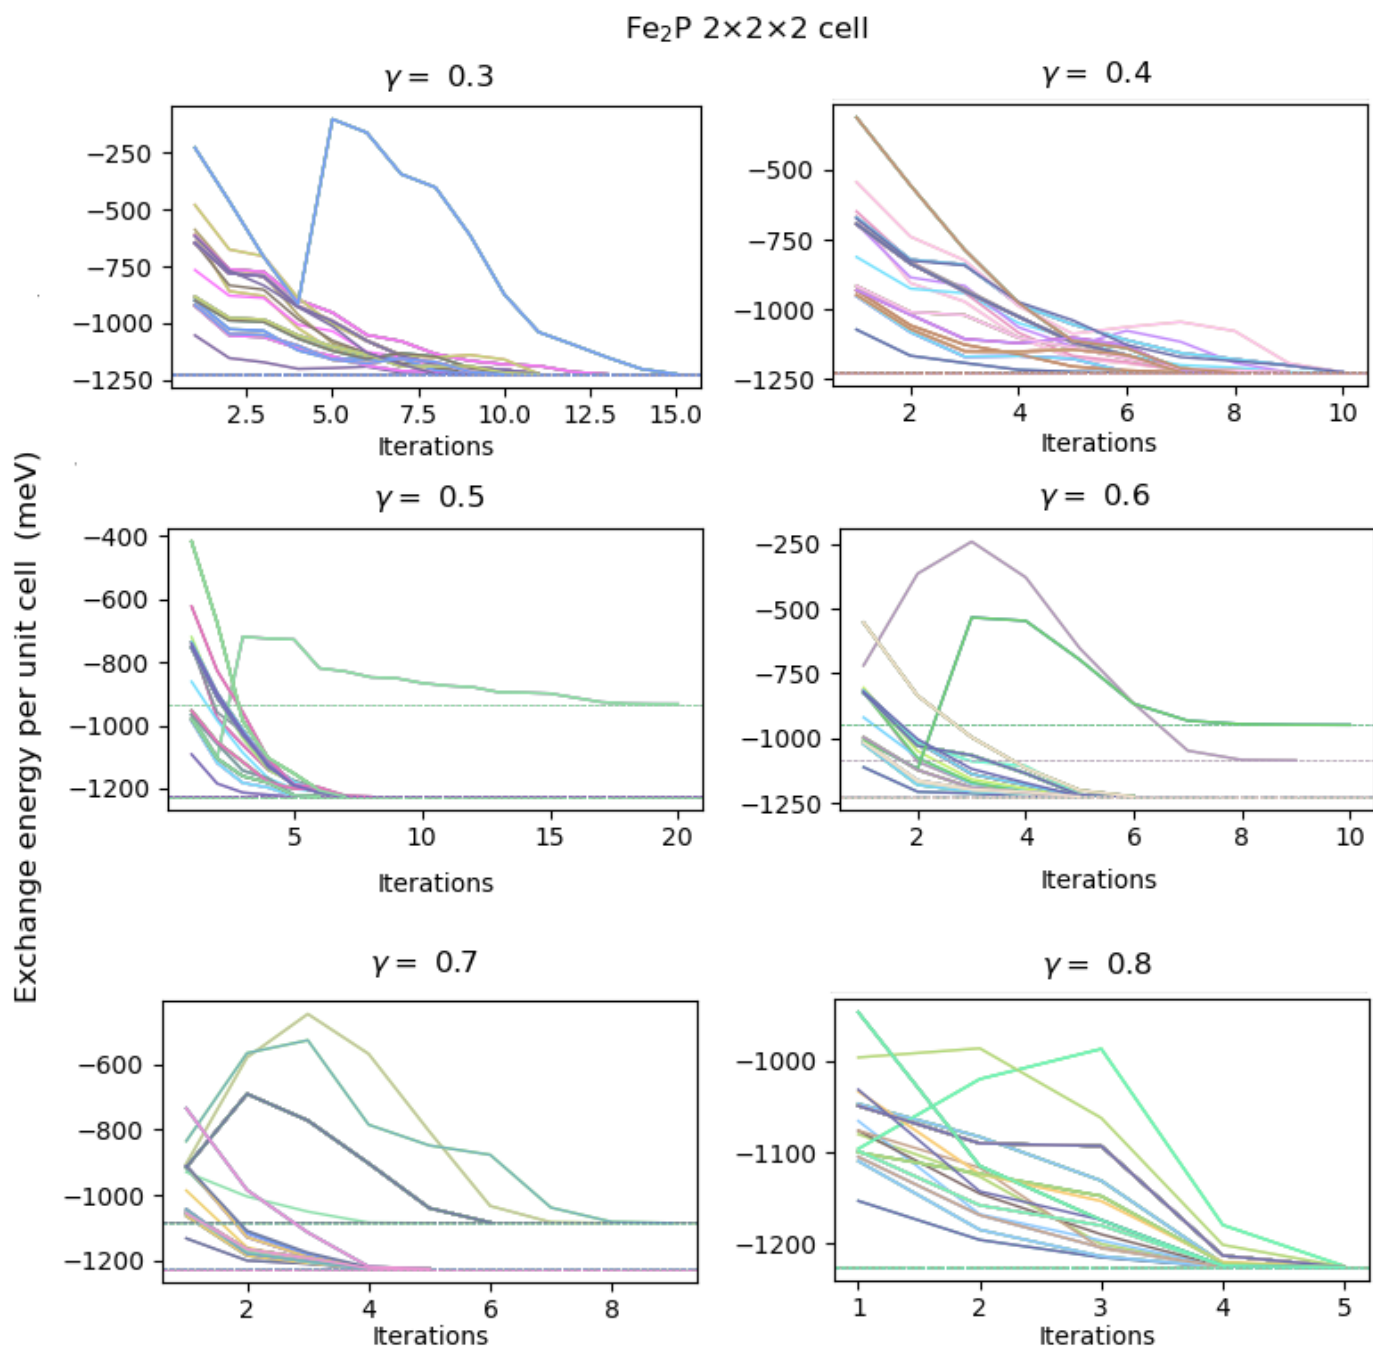 Fe₂P 2×2×2 cell
Exchange energy per unit cell (meV)
γ = 0.3
−250
−500
−750
−1000
−1250
2.5 5.0 7.5 10.0 12.5 15.0
Iterations
γ = 0.4
−500
−750
−1000
−1250
2 4 6 8 10
Iterations
γ = 0.5
−400
−600
−800
−1000
−1200
5 10 15 20
Iterations
γ = 0.6
−250
−500
−750
−1000
−1250
2 4 6 8 10
Iterations
γ = 0.7
−600
−800
−1000
−1200
2 4 6 8
Iterations
γ = 0.8
−1000
−1100
−1200
1 2 3 4 5
Iterations